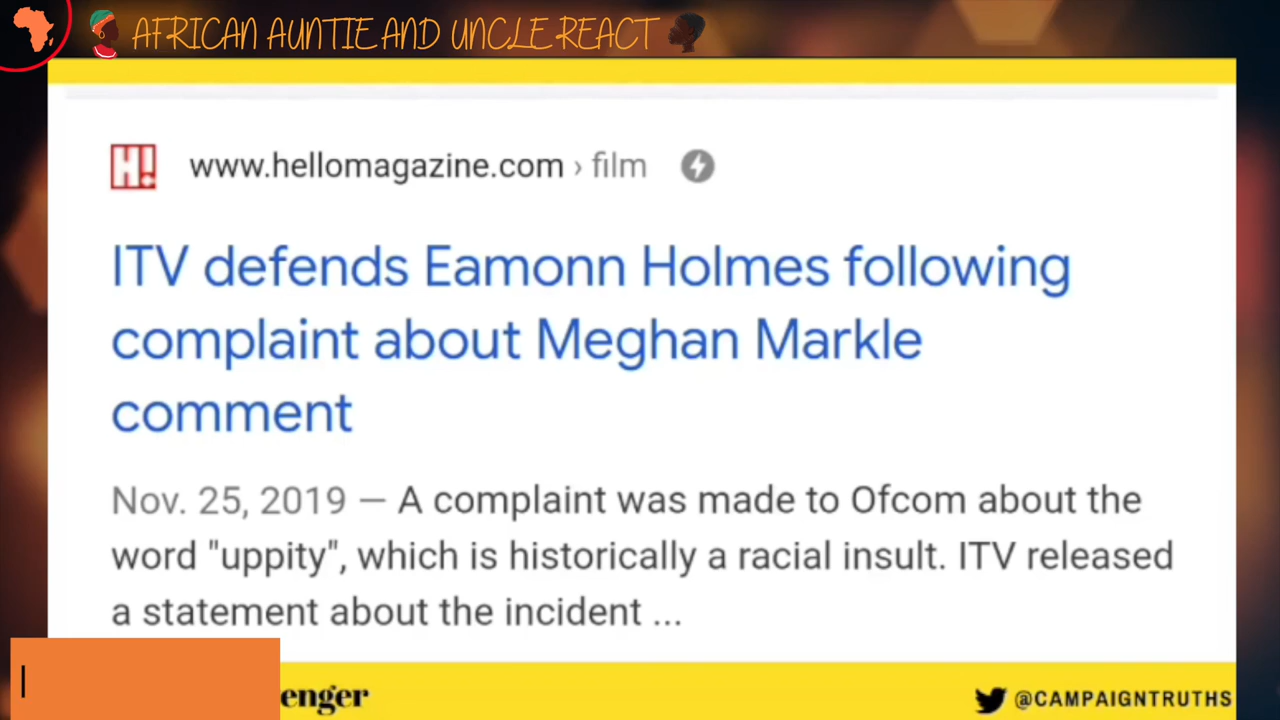 AFRICAN AUNTIE AND UNCLE REACT
H!
www.hellomagazine.com › film
ITV defends Eamonn Holmes following
complaint about Meghan Markle
comment
Nov. 25, 2019 — A complaint was made to Ofcom about the
word "uppity", which is historically a racial insult. ITV released
a statement about the incident ...
enger
@CAMPAIGNTRUTHS